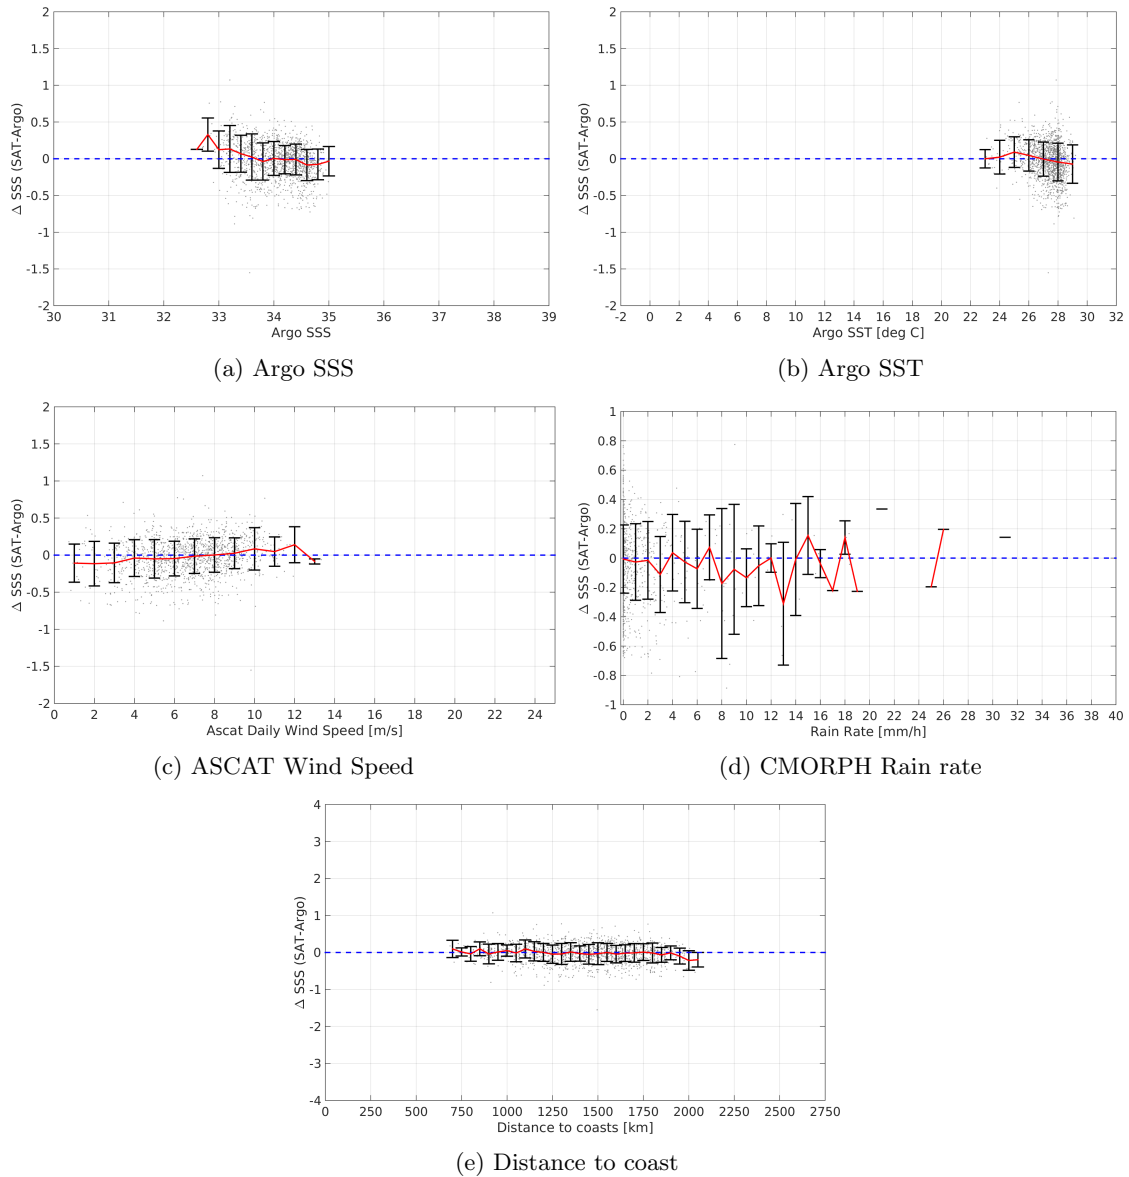 2
1.5
1
0.5
0
-0.5
-1
-1.5
-2
Δ SSS (SAT-Argo)
30 31 32 33 34 35 36 37 38 39
Argo SSS
(a) Argo SSS
2
1.5
1
0.5
0
-0.5
-1
-1.5
-2
Δ SSS (SAT-Argo)
-2 0 2 4 6 8 10 12 14 16 18 20 22 24 26 28 30 32
Argo SST [deg C]
(b) Argo SST
2
1.5
1
0.5
0
-0.5
-1
-1.5
-2
Δ SSS (SAT-Argo)
0 2 4 6 8 10 12 14 16 18 20 22 24
Ascat Daily Wind Speed [m/s]
(c) ASCAT Wind Speed
1
0.8
0.6
0.4
0.2
0
-0.2
-0.4
-0.6
-0.8
-1
Δ SSS (SAT-Argo)
0 2 4 6 8 10 12 14 16 18 20 22 24 26 28 30 32 34 36 38 40
Rain Rate [mm/h]
(d) CMORPH Rain rate
4
3
2
1
0
-1
-2
-3
-4
Δ SSS (SAT-Argo)
0 250 500 750 1000 1250 1500 1750 2000 2250 2500 2750
Distance to coasts [km]
(e) Distance to coast